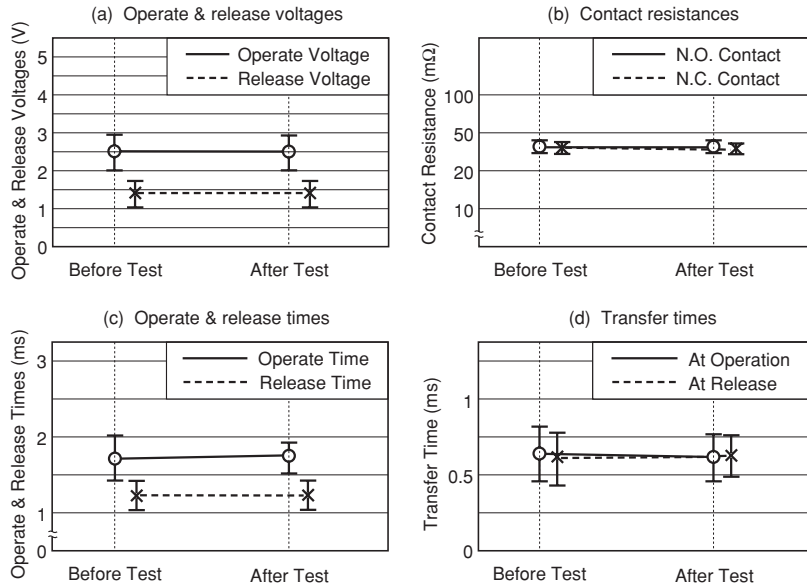 (a) Operate & release voltages
Operate & Release Voltages (V)
5
4
3
2
1
0
Operate Voltage
Release Voltage
Before Test
After Test
(b) Contact resistances
Contact Resistance (mΩ)
100
50
20
10
N.O. Contact
N.C. Contact
Before Test
After Test
(c) Operate & release times
Operate & Release Times (ms)
3
2
1
0
Operate Time
Release Time
Before Test
After Test
(d) Transfer times
Transfer Time (ms)
1
0.5
0
At Operation
At Release
Before Test
After Test